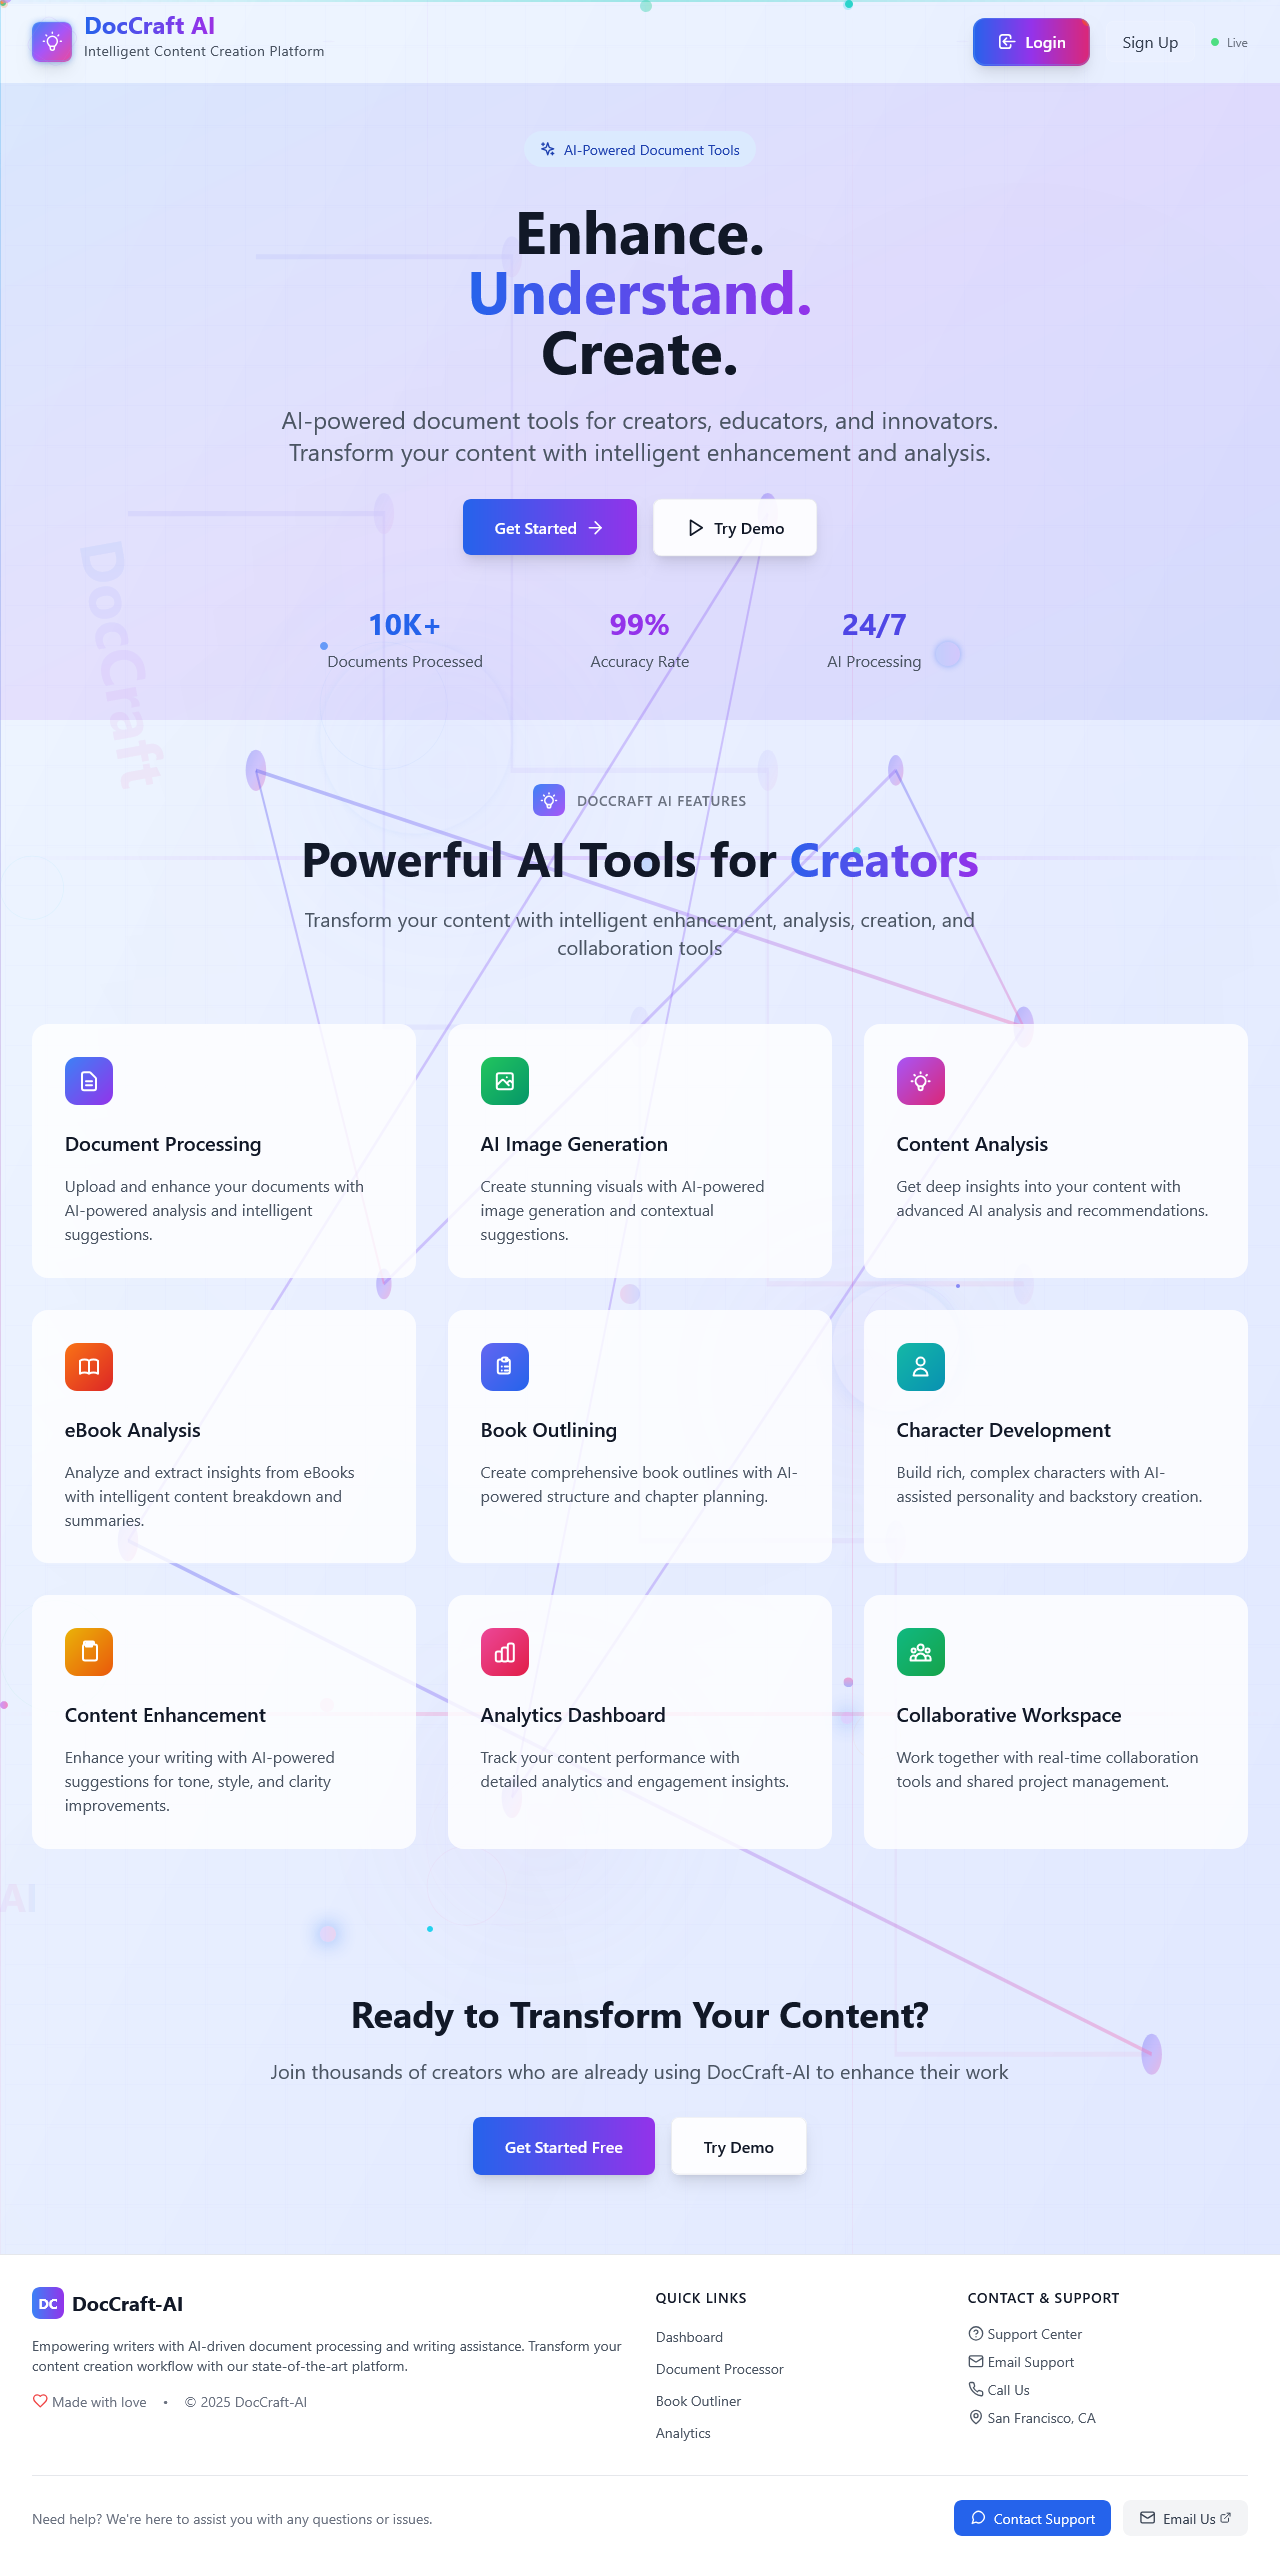 DocCraft AI
Intelligent Content Creation Platform
Login
Sign Up
Live
AI-Powered Document Tools
Enhance.
Understand.
Create.
AI-powered document tools for creators, educators, and innovators.
Transform your content with intelligent enhancement and analysis.
Get Started
Try Demo
10K+
Documents Processed
99%
Accuracy Rate
24/7
AI Processing
DocCraft
DOCCRAFT AI FEATURES
Powerful AI Tools for Creators
Transform your content with intelligent enhancement, analysis, creation, and
collaboration tools
Document Processing
Upload and enhance your documents with
AI-powered analysis and intelligent
suggestions.
AI Image Generation
Create stunning visuals with AI-powered
image generation and contextual
suggestions.
Content Analysis
Get deep insights into your content with
advanced AI analysis and recommendations.
eBook Analysis
Analyze and extract insights from eBooks
with intelligent content breakdown and
summaries.
Book Outlining
Create comprehensive book outlines with AI-
powered structure and chapter planning.
Character Development
Build rich, complex characters with AI-
assisted personality and backstory creation.
Content Enhancement
Enhance your writing with AI-powered
suggestions for tone, style, and clarity
improvements.
Analytics Dashboard
Track your content performance with
detailed analytics and engagement insights.
Collaborative Workspace
Work together with real-time collaboration
tools and shared project management.
AI
Ready to Transform Your Content?
Join thousands of creators who are already using DocCraft-AI to enhance their work
Get Started Free
Try Demo
DC DocCraft-AI
Empowering writers with AI-driven document processing and writing assistance. Transform your
content creation workflow with our state-of-the-art platform.
Made with love • © 2025 DocCraft-AI
QUICK LINKS
Dashboard
Document Processor
Book Outliner
Analytics
CONTACT & SUPPORT
Support Center
Email Support
Call Us
San Francisco, CA
Need help? We're here to assist you with any questions or issues.
Contact Support
Email Us